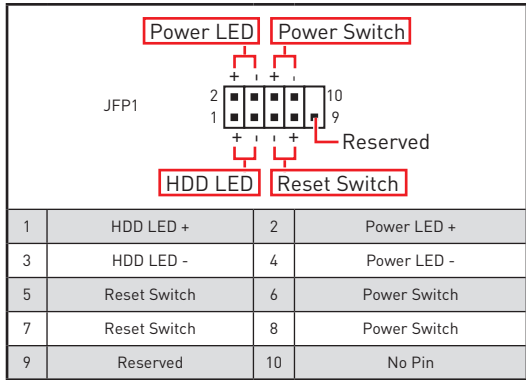 Power LED Power Switch
+ - + -
JFP1
2 10
1 9
+ - - +
Reserved
HDD LED Reset Switch
1 HDD LED + 2 Power LED +
3 HDD LED - 4 Power LED -
5 Reset Switch 6 Power Switch
7 Reset Switch 8 Power Switch
9 Reserved 10 No Pin